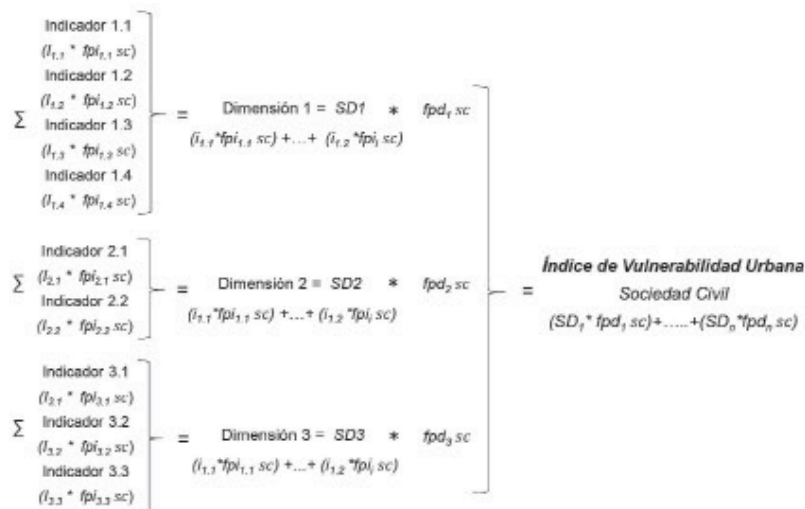 Indicador 1.1
(I1.1 * fpi1.1 sc)
Indicador 1.2
(I1.2 * fpi1.2 sc)
Σ
Indicador 1.3
(I1.3 * fpi1.3 sc)
Indicador 1.4
(I1.4 * fpi1.4 sc)
= Dimensión 1 = SD1 * fpd1 sc
(i1.1*fpi1.1 sc) +...+ (i1.2 *fpii sc)
Indicador 2.1
Σ (I2.1 * fpi2.1 sc)
Indicador 2.2
(I2.2 * fpi2.2 sc)
= Dimensión 2 = SD2 * fpd2 sc
(i1.1*fpi1.1 sc) +...+ (i1.2 *fpii sc)
Indicador 3.1
(I3.1 * fpi3.1 sc)
Σ Indicador 3.2
(I3.2 * fpi3.2 sc)
Indicador 3.3
(I3.3 * fpi3.3 sc)
= Dimensión 3 = SD3 * fpd3 sc
(i1.1*fpi1.1 sc) +...+ (i1.2 *fpii sc)
= Índice de Vulnerabilidad Urbana
Sociedad Civil
(SD1* fpd1 sc)+.....+(SDn*fpdn sc)